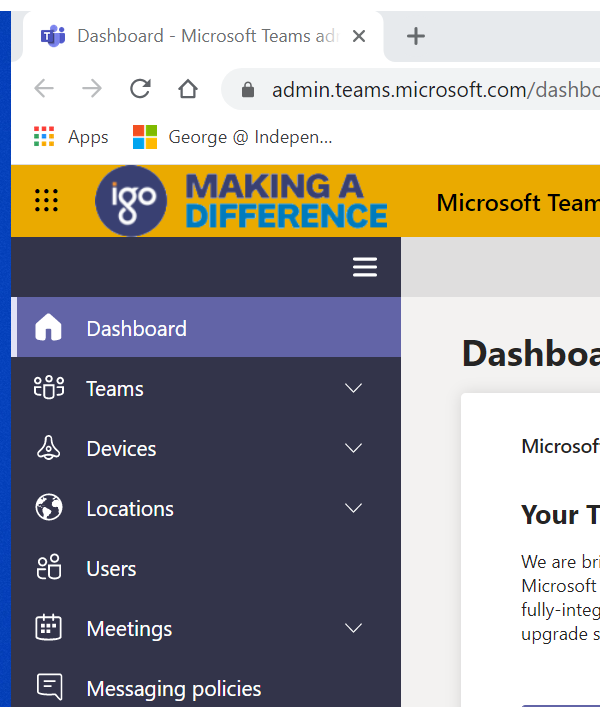 Dashboard - Microsoft Teams adr
admin.teams.microsoft.com/dashbo
Apps
George @ Indepen...
igo
MAKING A
DIFFERENCE
Microsoft Team
Dashboard
Teams
Devices
Locations
Users
Meetings
Messaging policies
Dashboa
Microsof
Your T
We are bri
Microsoft
fully-integ
upgrade s